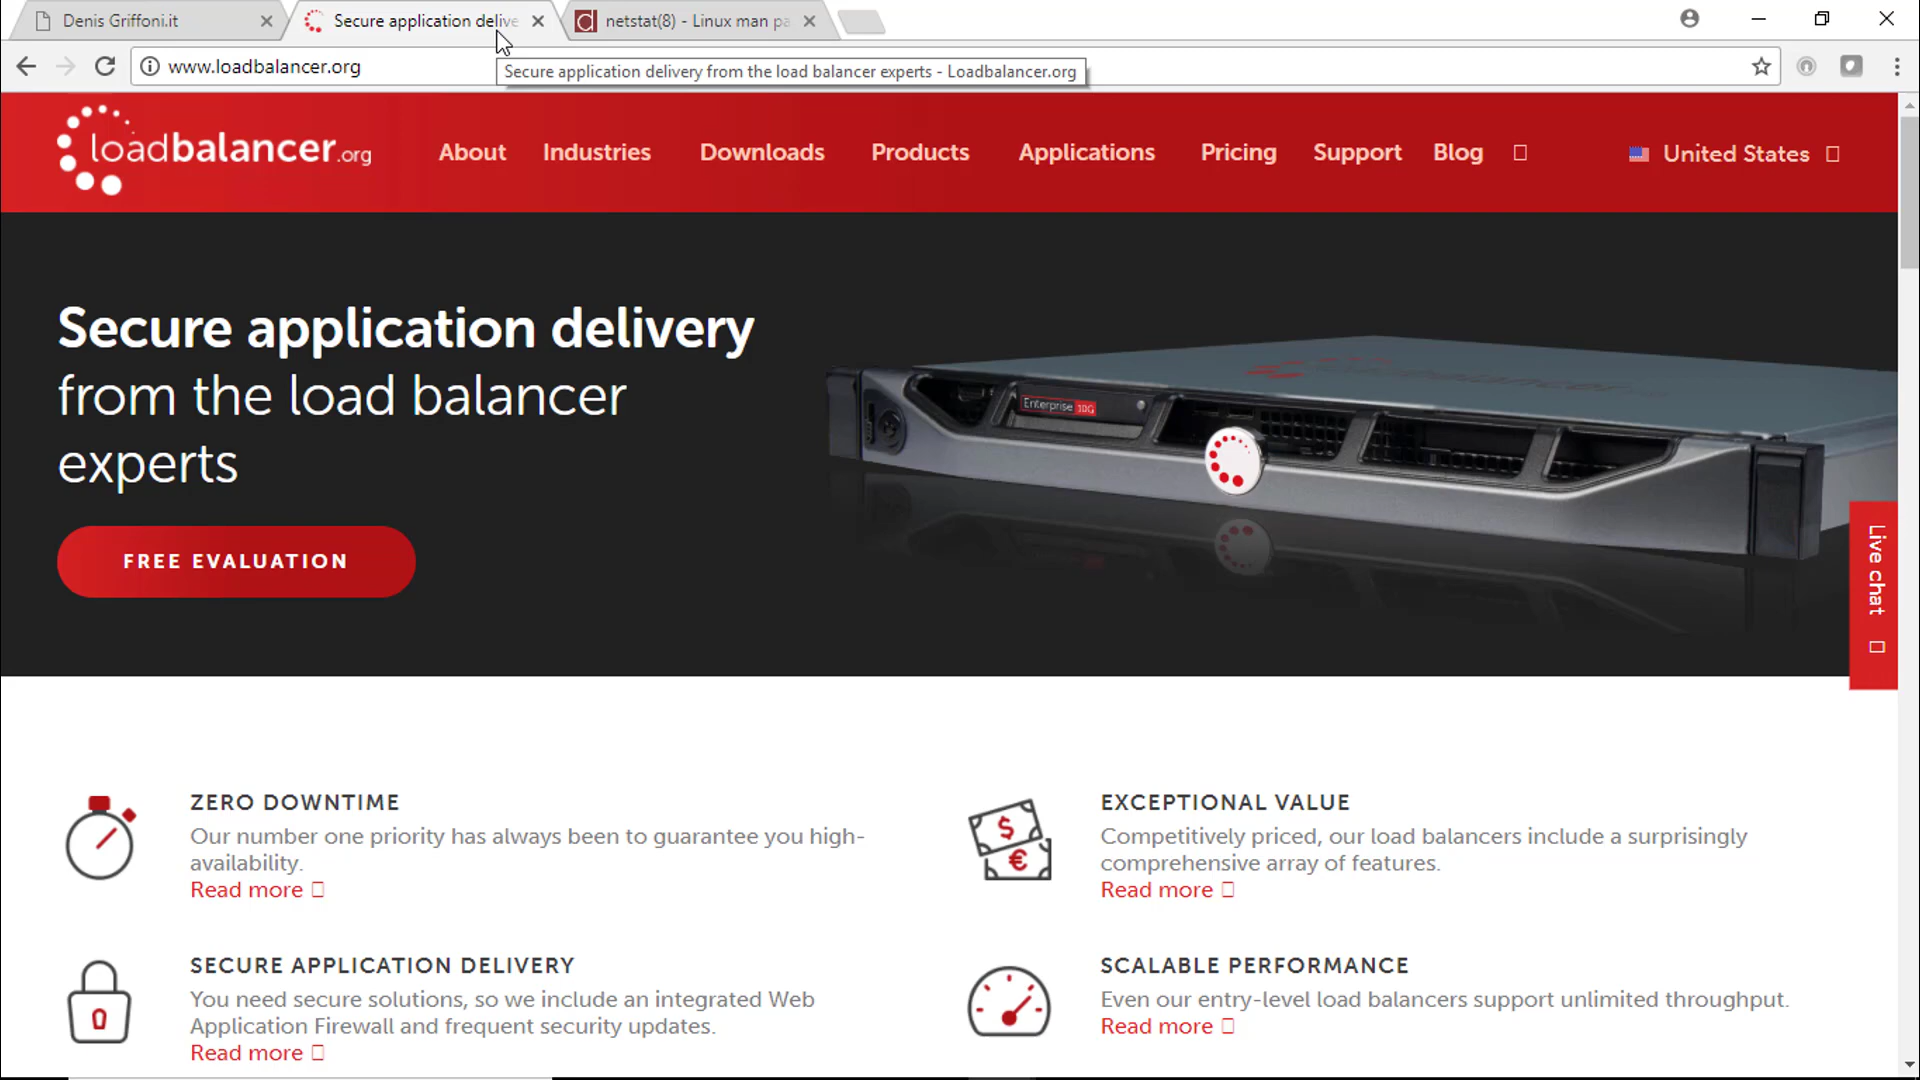 Denis Griffoni.it
Secure application delive
netstat(8) - Linux man pa
www.loadbalancer.org
Secure application delivery from the load balancer experts - Loadbalancer.org
loadbalancer.org
About
Industries
Downloads
Products
Applications
Pricing
Support
Blog
United States
Secure application delivery
from the load balancer
experts
FREE EVALUATION
Enterprise 10G
Live chat
ZERO DOWNTIME
Our number one priority has always been to guarantee you high-
availability.
Read more
EXCEPTIONAL VALUE
Competitively priced, our load balancers include a surprisingly
comprehensive array of features.
Read more
SECURE APPLICATION DELIVERY
You need secure solutions, so we include an integrated Web
Application Firewall and frequent security updates.
Read more
SCALABLE PERFORMANCE
Even our entry-level load balancers support unlimited throughput.
Read more